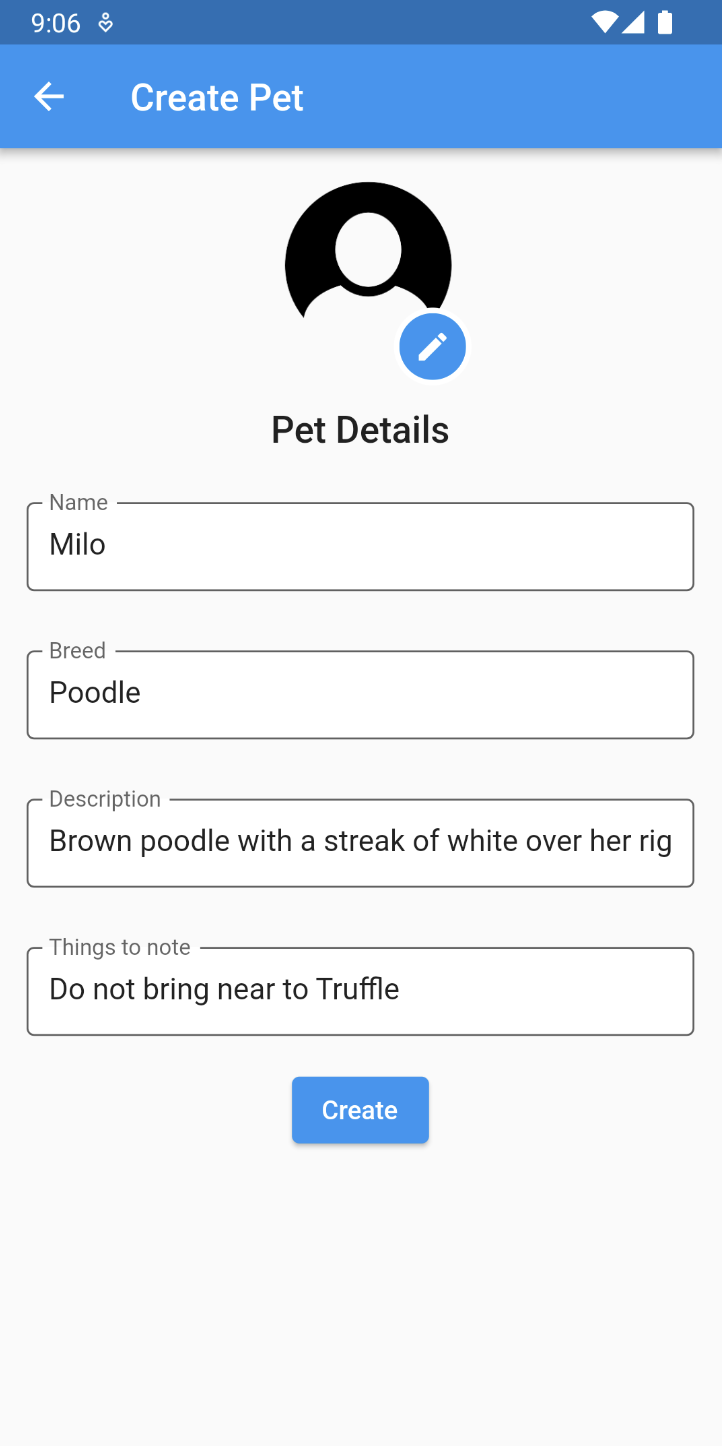 9:06
Create Pet
Pet Details
Name
Milo
Breed
Poodle
Description
Brown poodle with a streak of white over her rig
Things to note
Do not bring near to Truffle
Create